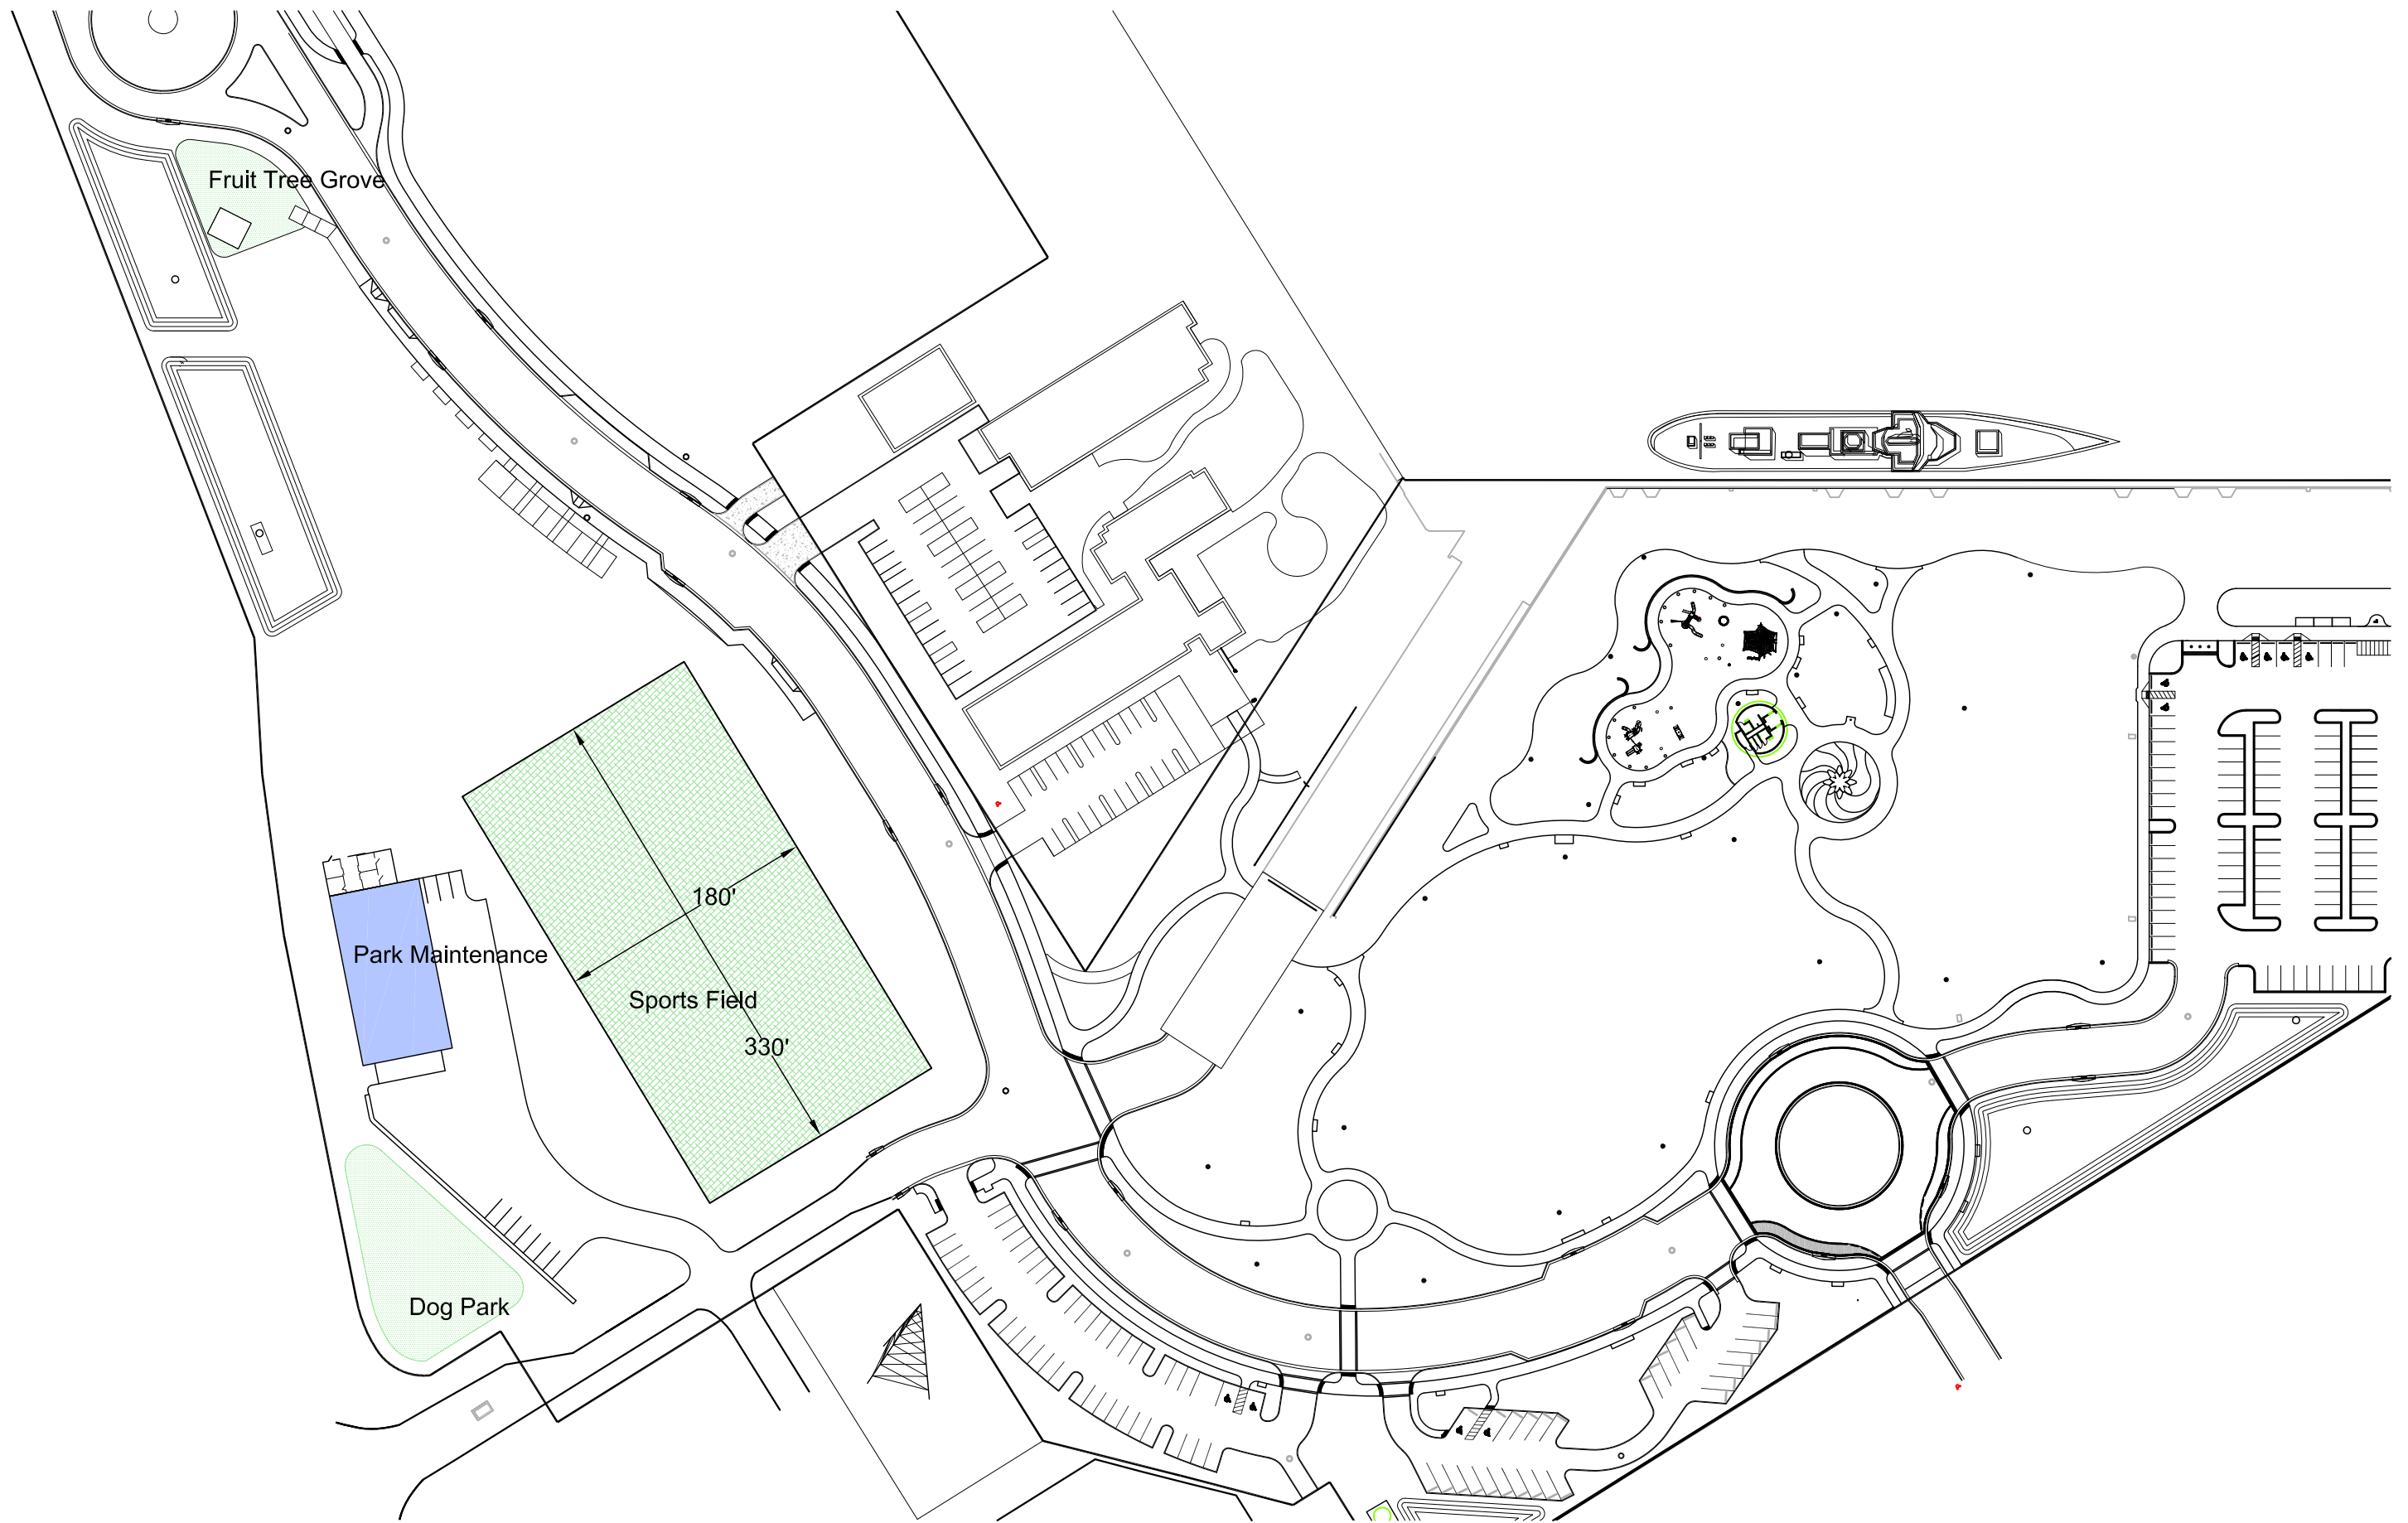 Fruit Tree Grove
180'
Park Maintenance
Sports Field
330'
Dog Park